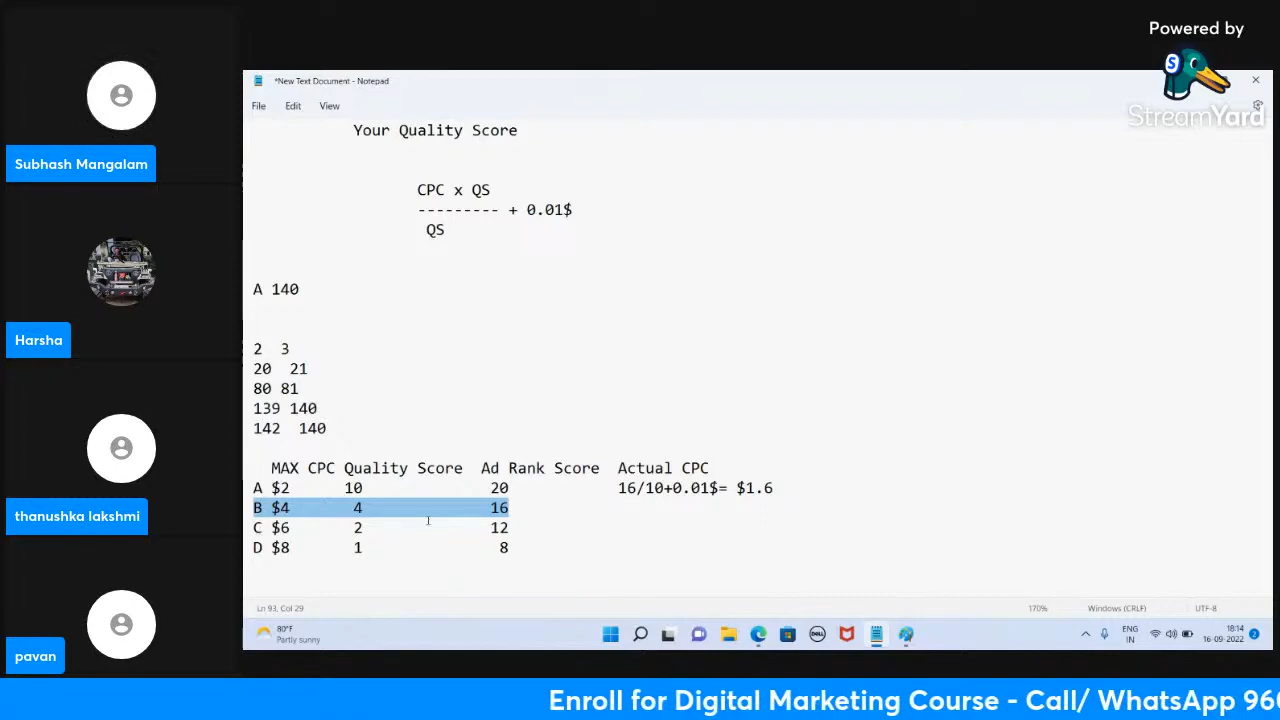 Powered by
StreamYard
Subhash Mangalam
Harsha
thanushka lakshmi
pavan
*New Text Document - Notepad
File Edit View
Your Quality Score
CPC x QS
--------- + 0.01$
QS
A 140
2 3
20 21
80 81
139 140
142 140
MAX CPC Quality Score Ad Rank Score Actual CPC
A $2 10 20 16/10+0.01$= $1.6
B $4 4 16
C $6 2 12
D $8 1 8
Ln 93, Col 29 170% Windows (CRLF) UTF-8
80°F
Partly sunny
DELL
ENG
IN
18:14
16-09-2022
2
Enroll for Digital Marketing Course - Call/ WhatsApp 96